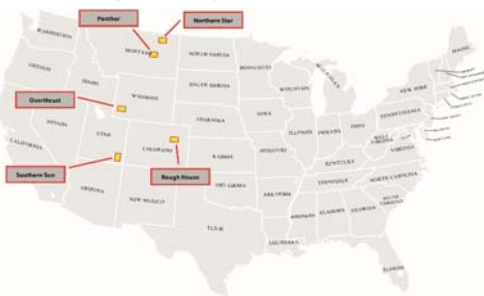 Panther
Northern Star
WASHINGTON
MONTANA
NORTH DAKOTA
MINNESOTA
MICHIGAN
MAINE
OREGON
IDAHO
SOUTH DAKOTA
WISCONSIN
NEW YORK
Overthrust
WYOMING
IOWA
PENNSYLVANIA
NEVADA
UTAH
NEBRASKA
ILLINOIS
INDIANA
OHIO
WEST VIRGINIA
VIRGINIA
CALIFORNIA
COLORADO
KANSAS
MISSOURI
KENTUCKY
Southern Sun
Rough House
NORTH CAROLINA
TENNESSEE
ARIZONA
NEW MEXICO
OKLAHOMA
ARKANSAS
SOUTH CAROLINA
ALABAMA
GEORGIA
TEXAS
LOUISIANA
FLORIDA